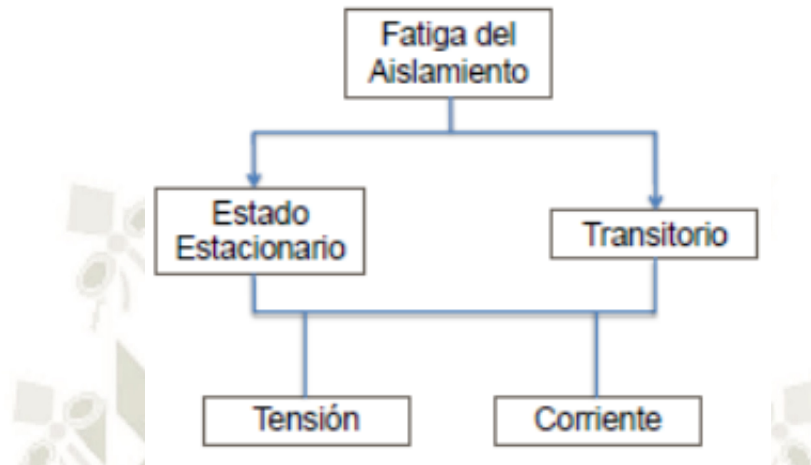 Fatiga del
Aislamiento
Estado
Estacionario
Transitorio
Tensión
Corriente